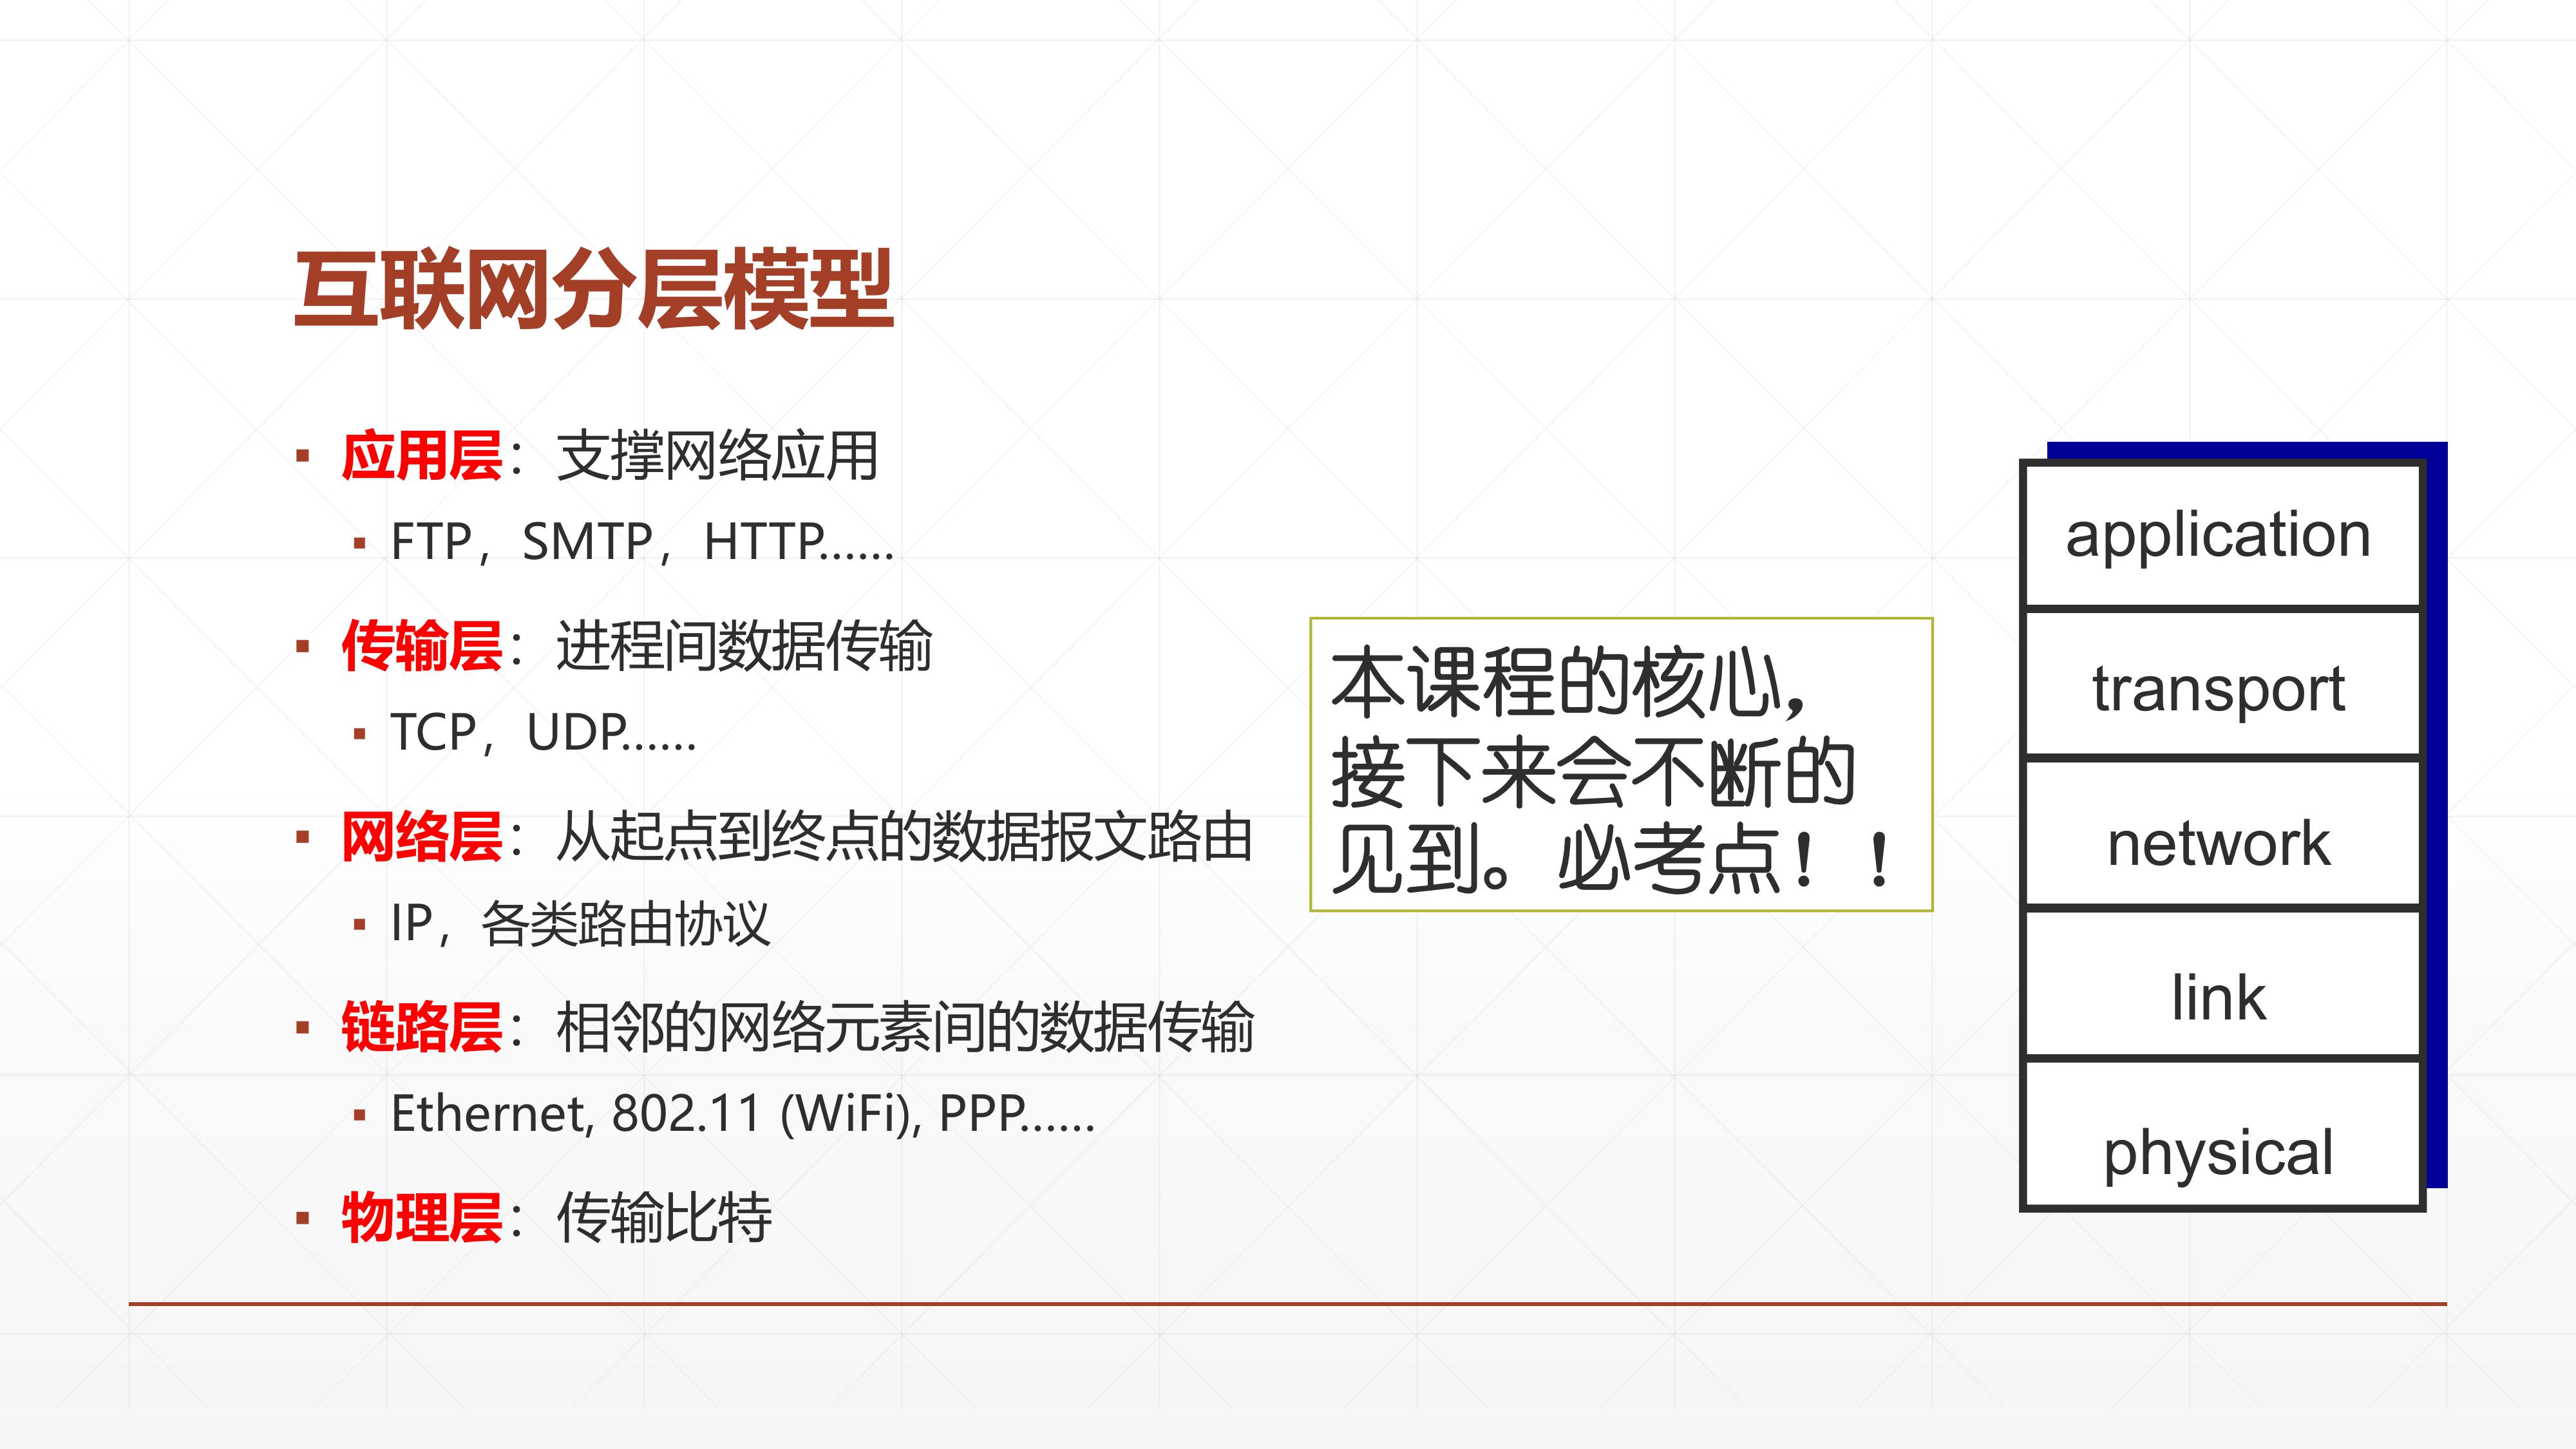 互联网分层模型
▪ 应用层：支撑网络应用
▪ FTP，SMTP，HTTP……
▪ 传输层：进程间数据传输
▪ TCP，UDP……
▪ 网络层：从起点到终点的数据报文路由
▪ IP，各类路由协议
▪ 链路层：相邻的网络元素间的数据传输
▪ Ethernet, 802.11 (WiFi), PPP……
▪ 物理层：传输比特
本课程的核心，
接下来会不断的
见到。必考点！！
application
transport
network
link
physical